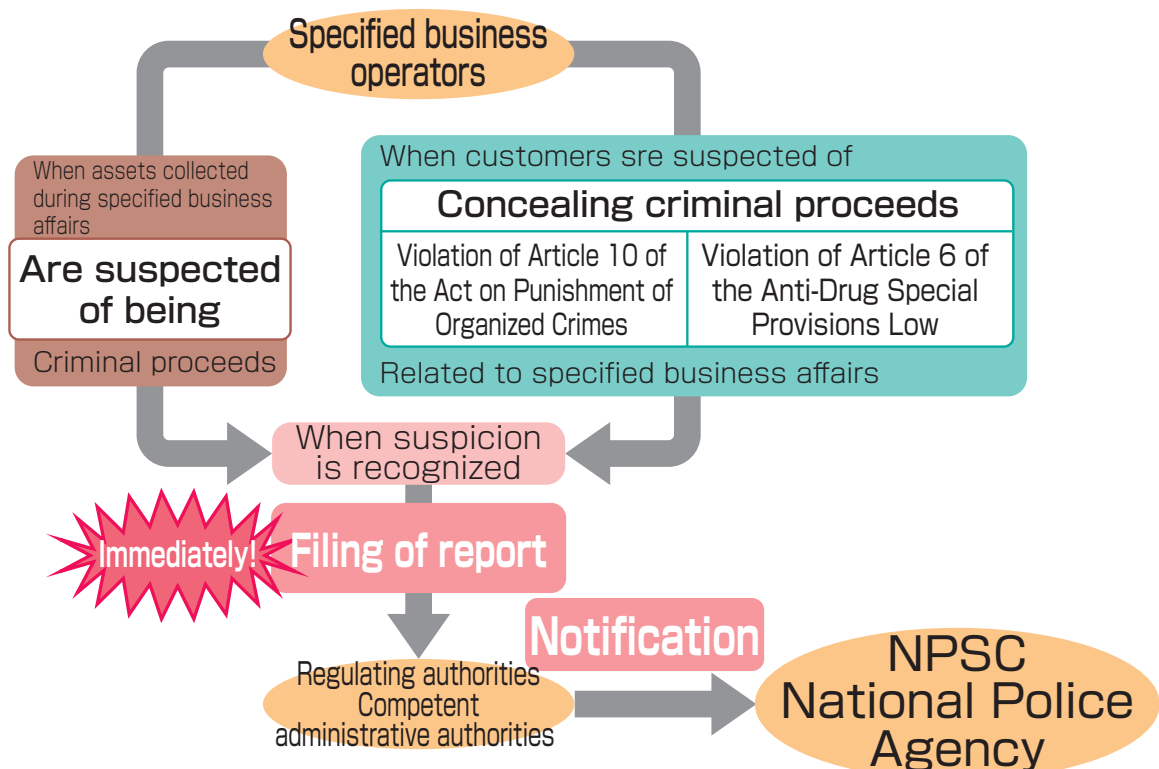 Specified business
operators
When assets collected
during specified business
affairs
Are suspected
of being
Criminal proceeds
When customers sre suspected of
Concealing criminal proceeds
Violation of Article 10 of
the Act on Punishment of
Organized Crimes
Violation of Article 6 of
the Anti-Drug Special
Provisions Low
Related to specified business affairs
When suspicion
is recognized
Immediately!
Filing of report
Notification
Regulating authorities
Competent
administrative authorities
NPSC
National Police
Agency